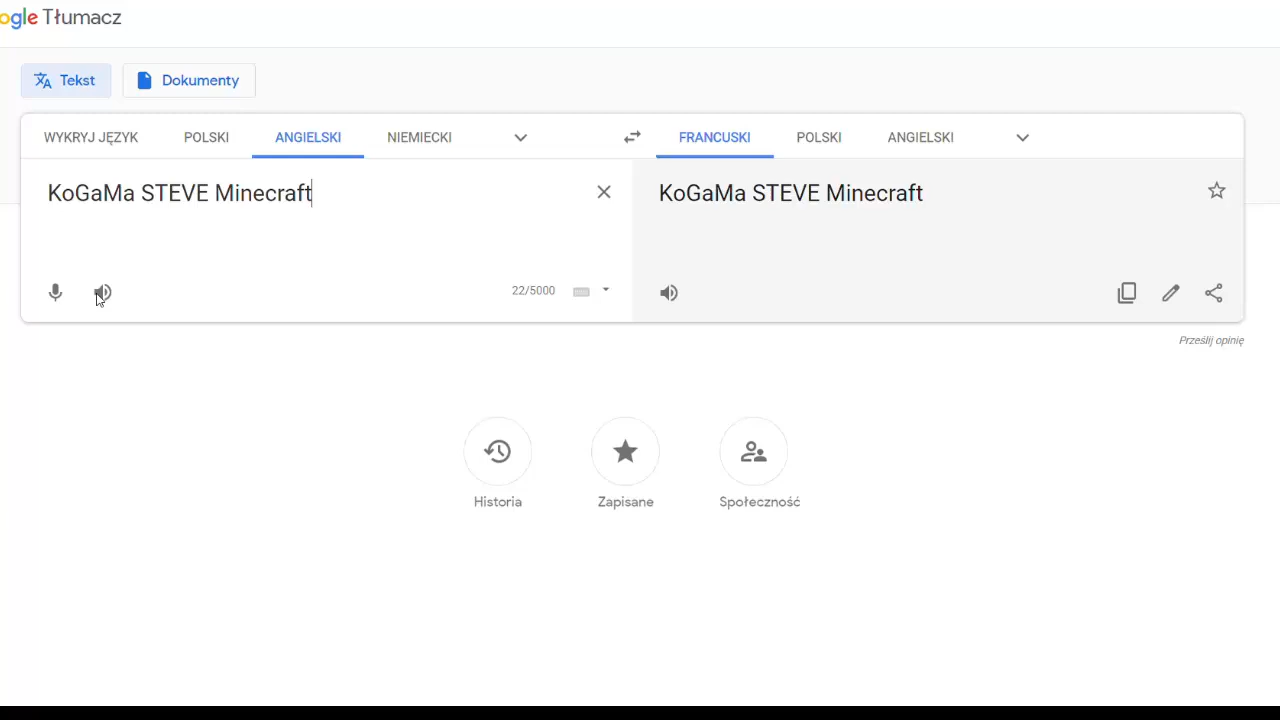 ogle Tłumacz
Tekst Dokumenty
WYKRYJ JĘZYK POLSKI ANGIELSKI NIEMIECKI FRANCUSKI POLSKI ANGIELSKI
KoGaMa STEVE Minecraft KoGaMa STEVE Minecraft
22/5000
Prześlij opinię
Historia Zapisane Społeczność